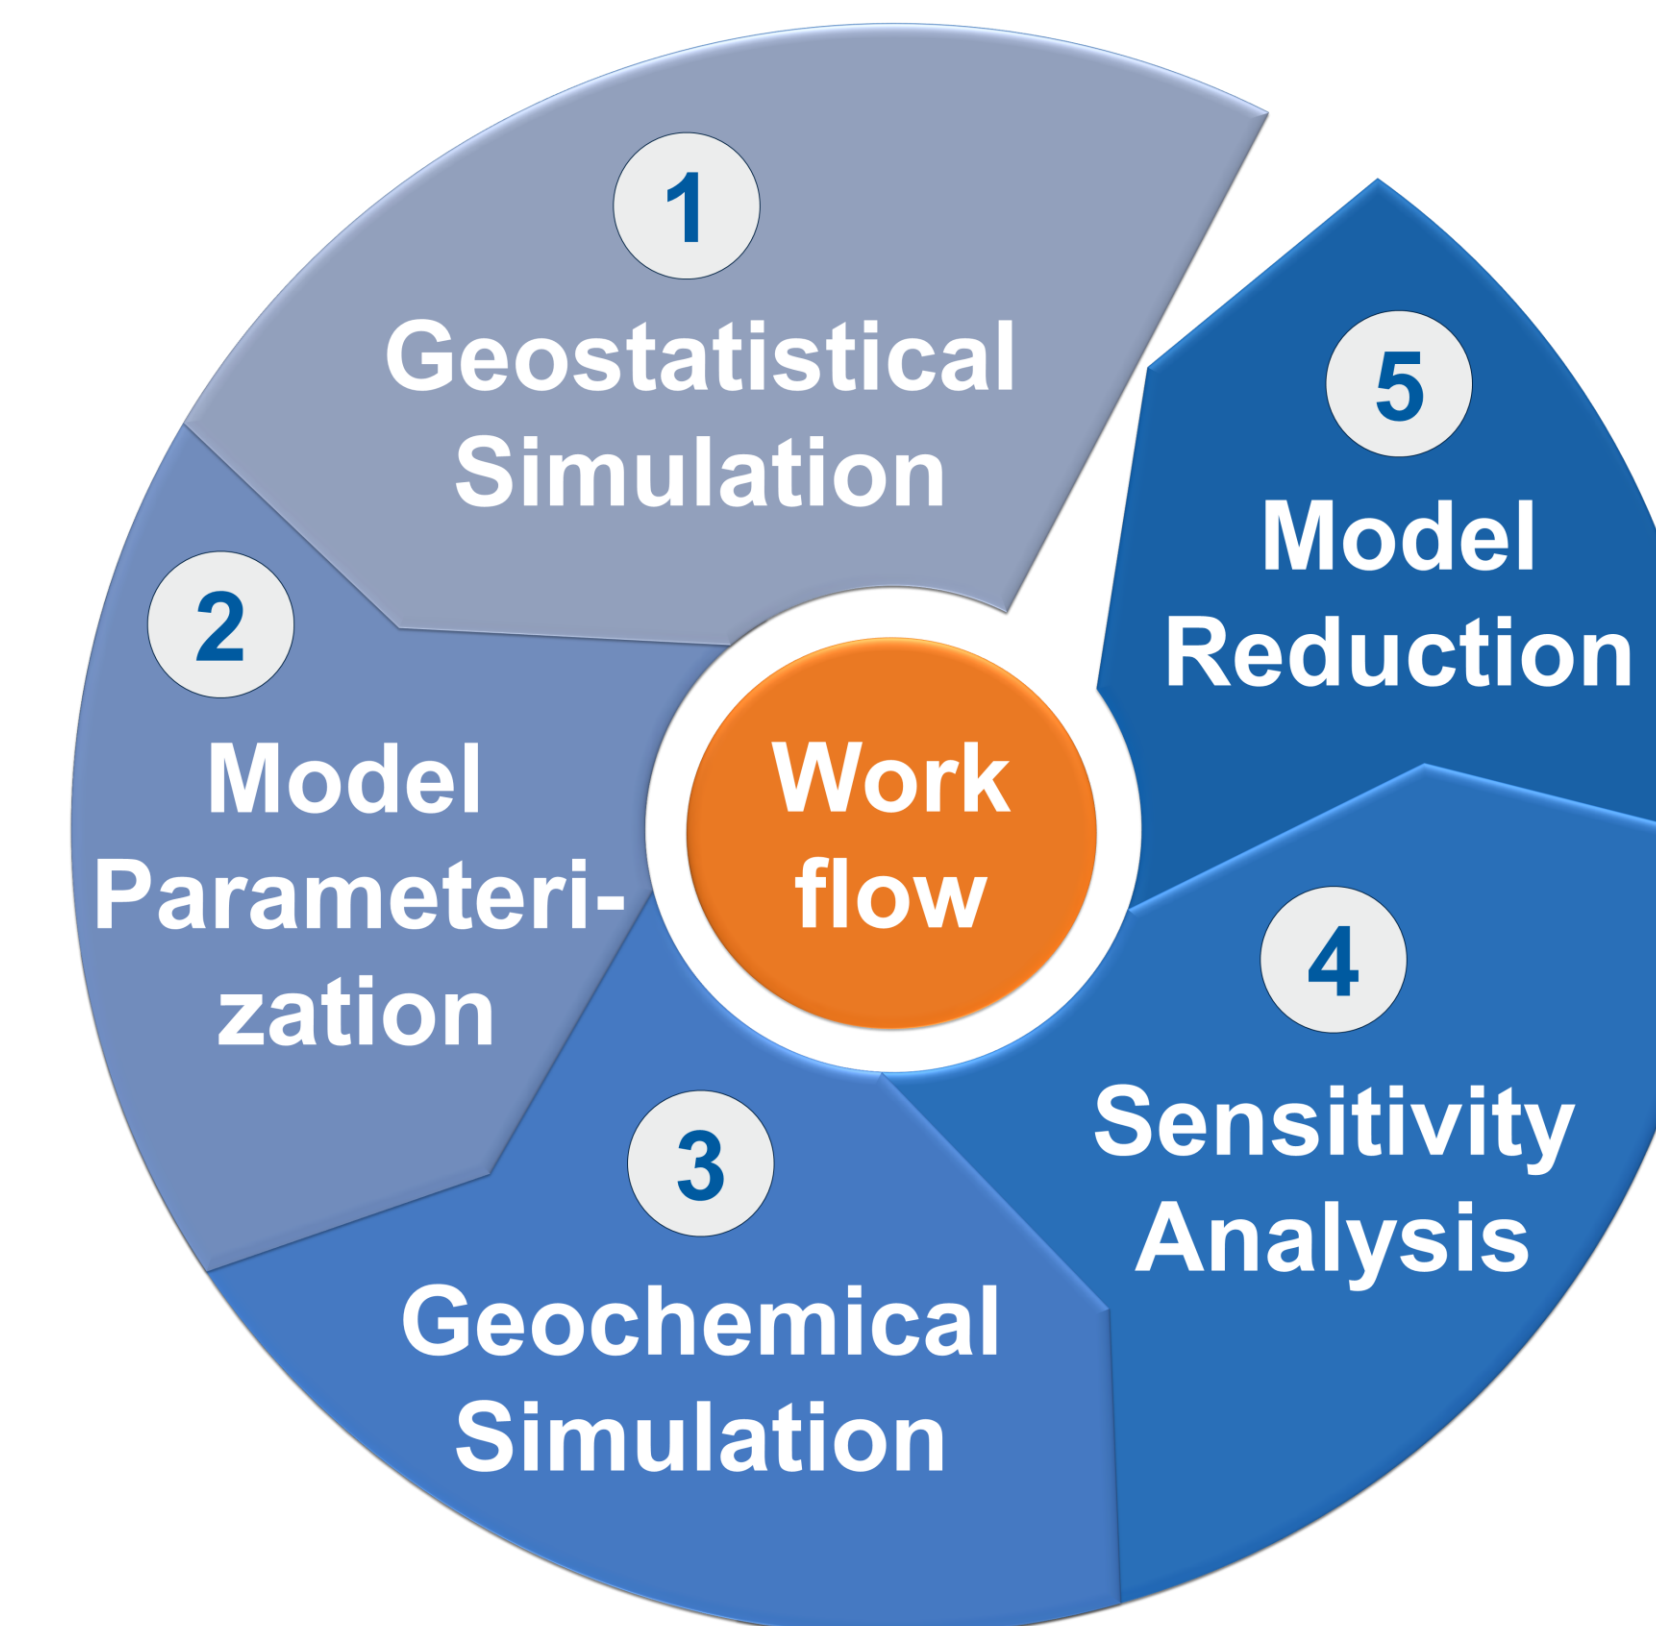 1
Geostatistical
Simulation
2
Model
Parameteri-
zation
3
Geochemical
Simulation
4
Sensitivity
Analysis
5
Model
Reduction
Work
flow